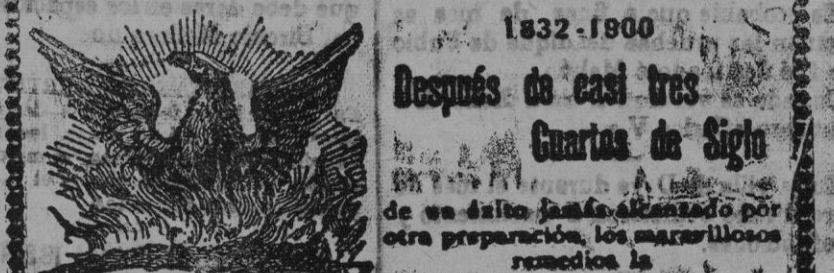 1832-1900
Después de casi tres
Cuartos de Siglo
de un éxito jamás alcanzado por
otra preparación, los maravillosos
remedios la